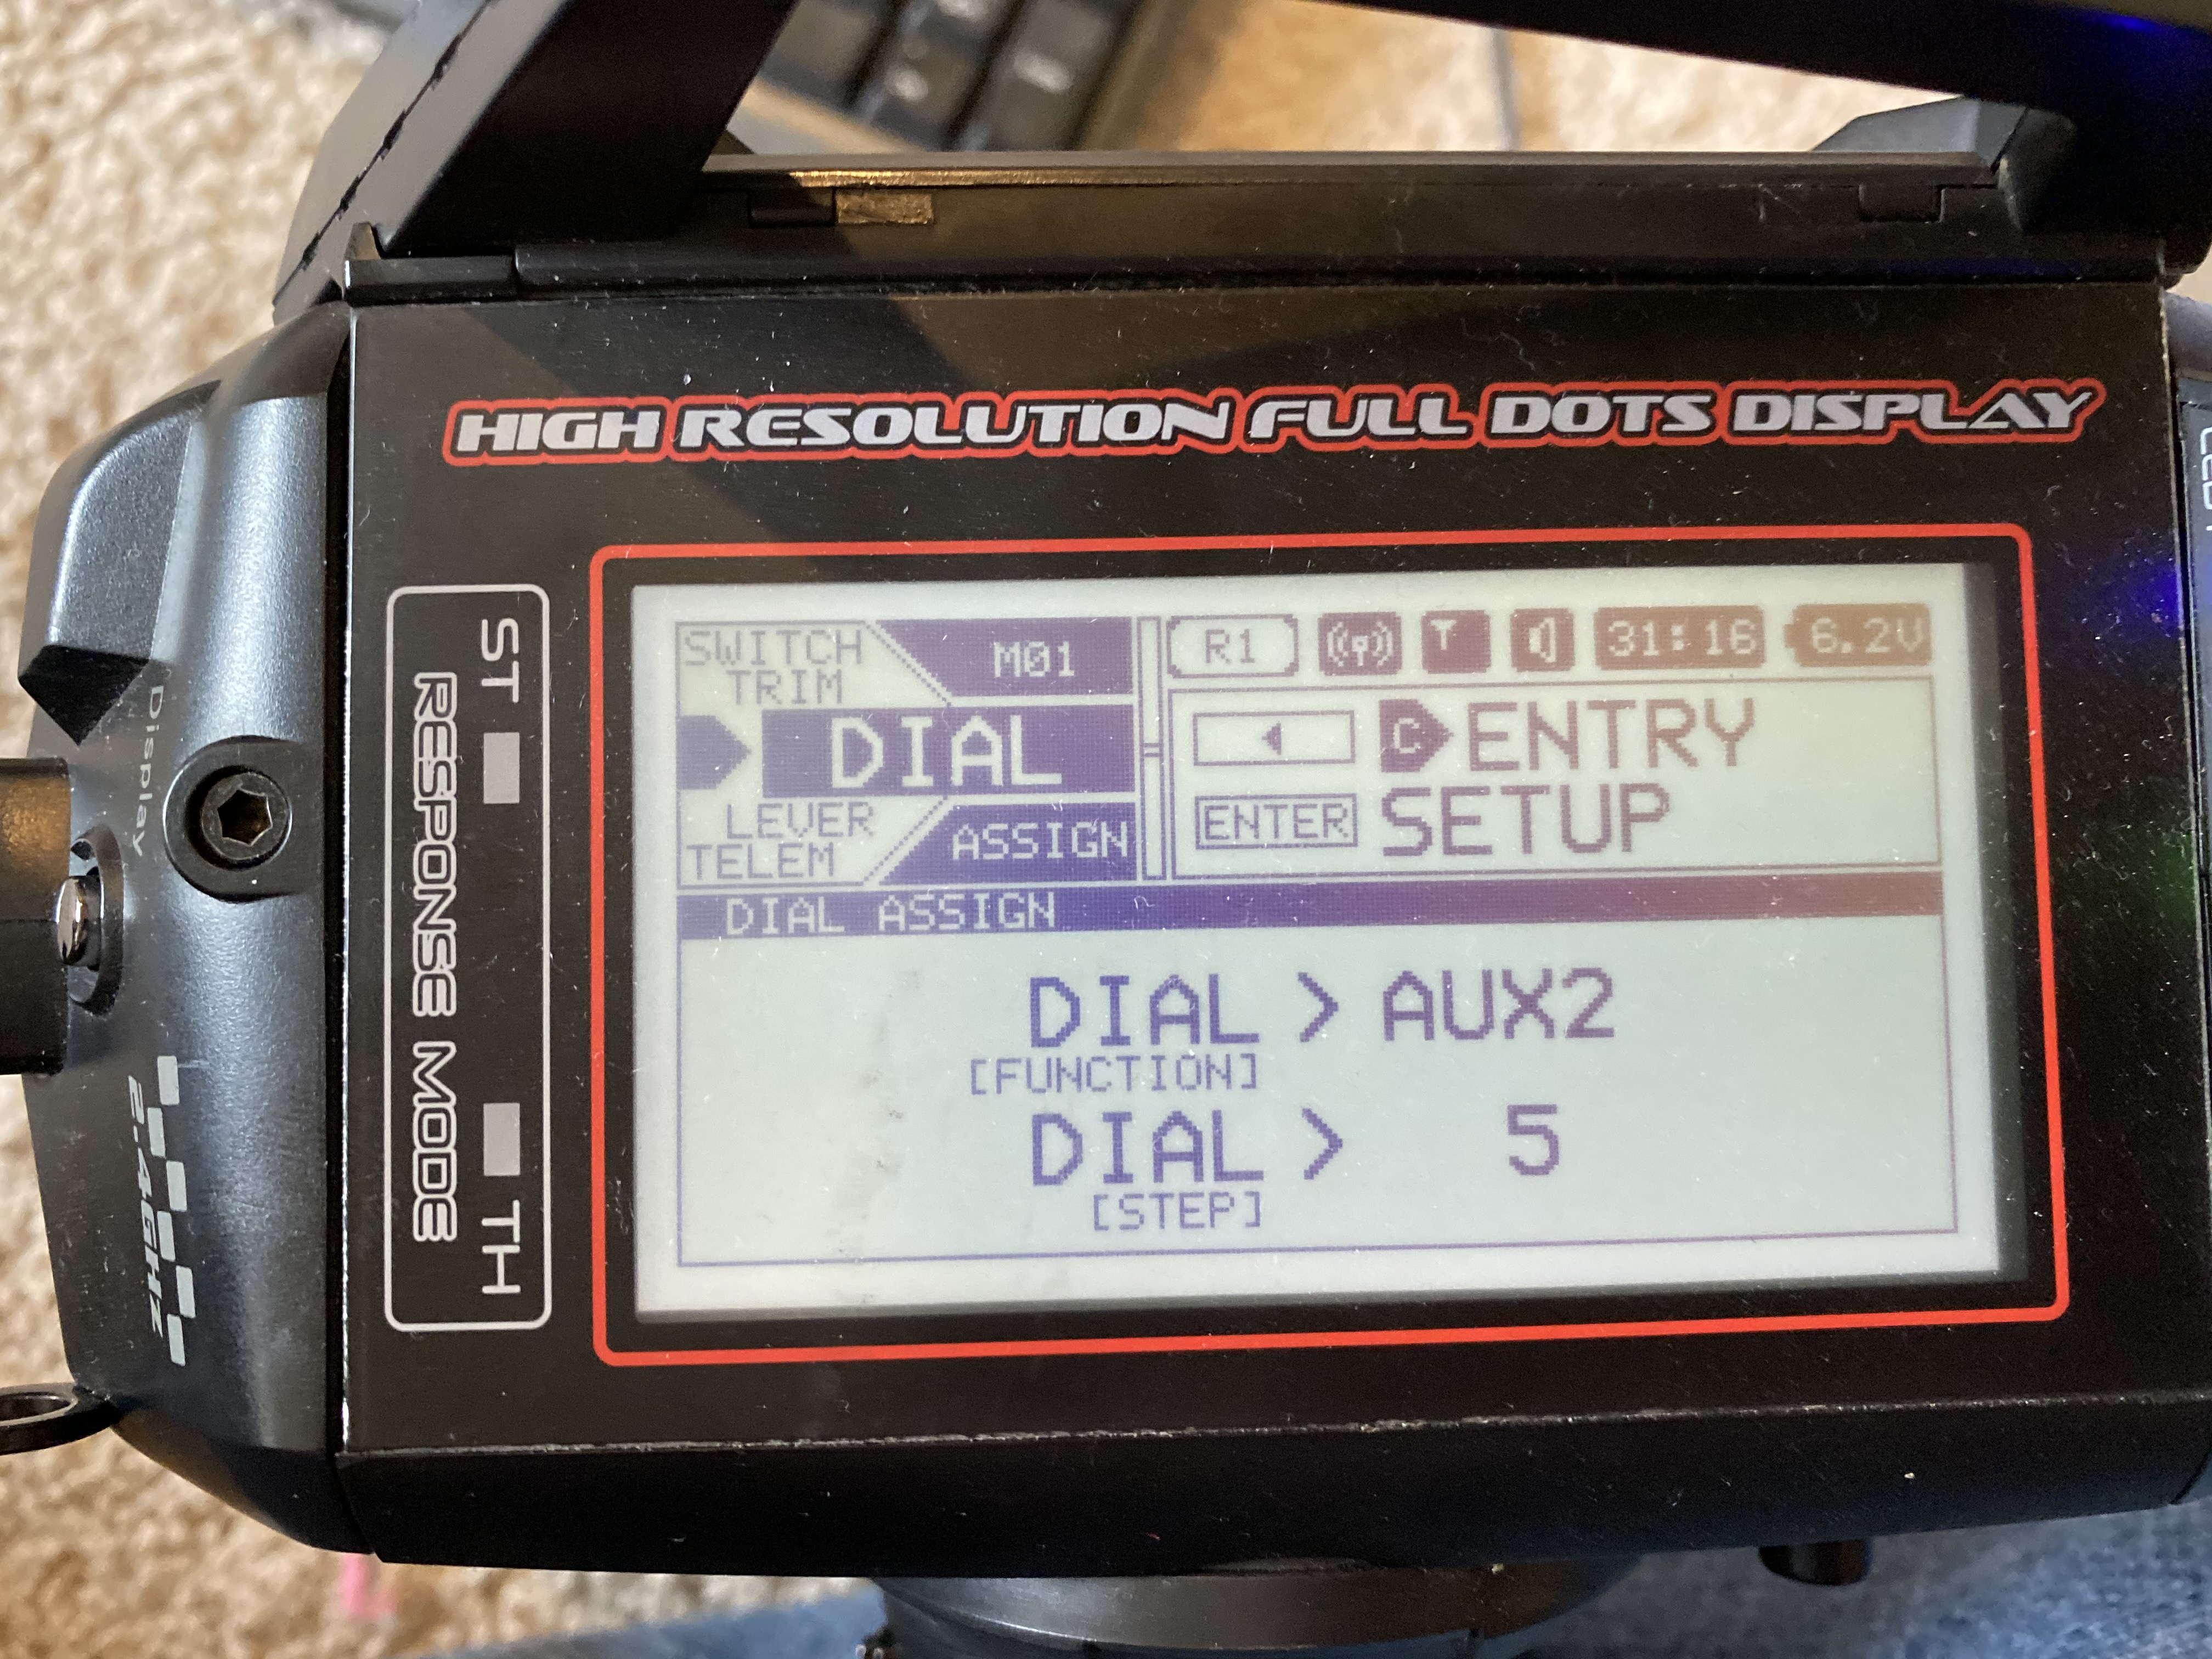 HIGH RESOLUTION FULL DOTS DISPLAY
SWITCH
TRIM
M01
DIAL
LEVER
TELEM
ASSIGN
R1
31:16
6.2V
C ENTRY
ENTER SETUP
DIAL ASSIGN
DIAL > AUX2
[FUNCTION]
DIAL > 5
[STEP]
ST TH
RESPONSE MODE
Display
2.4GHz